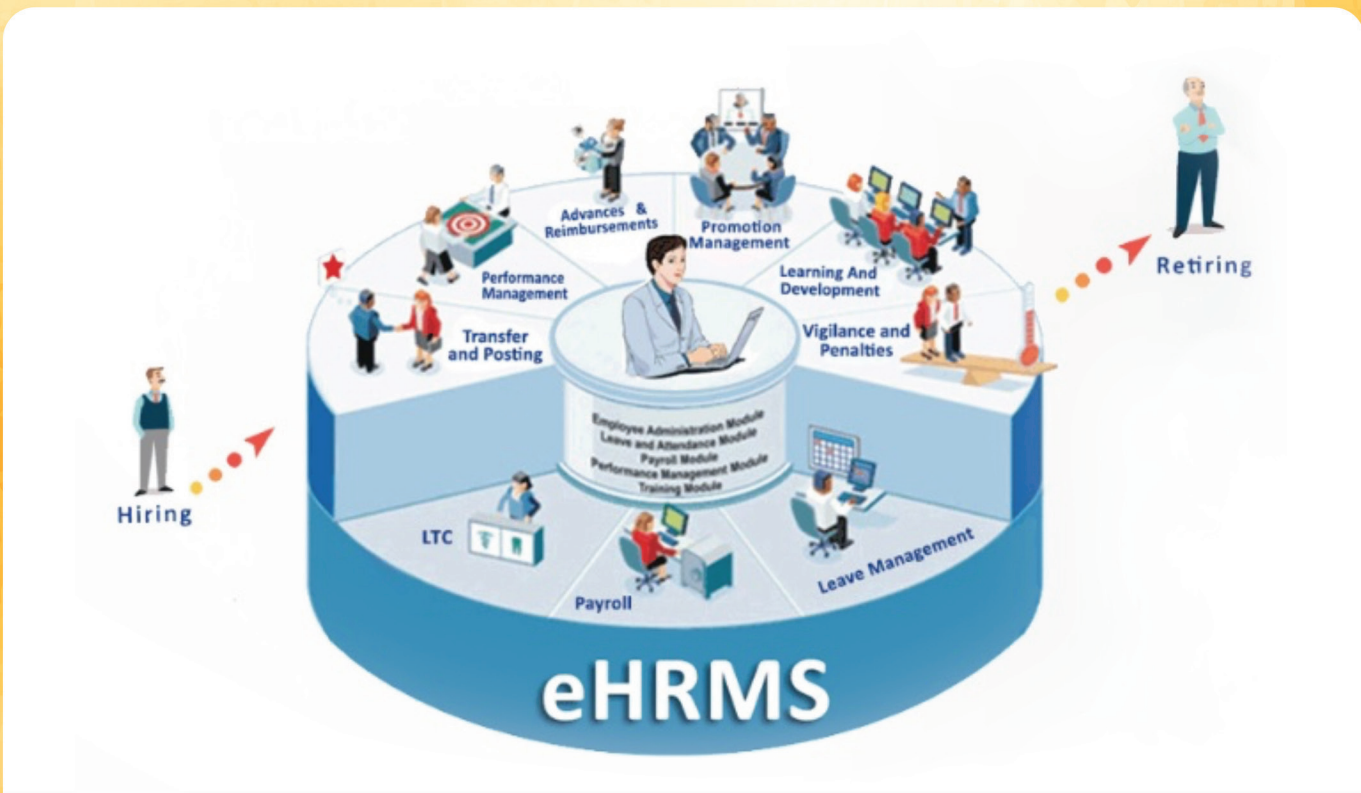 Advances &
Reimbursements
Promotion
Management
Performance
Management
Learning And
Development
Transfer
and Posting
Vigilance and
Penalties
Retiring
Hiring
Employee Administration Module
Leave and Attendance Module
Payroll Module
Performance Management Module
Training Module
LTC
Payroll
Leave Management
eHRMS